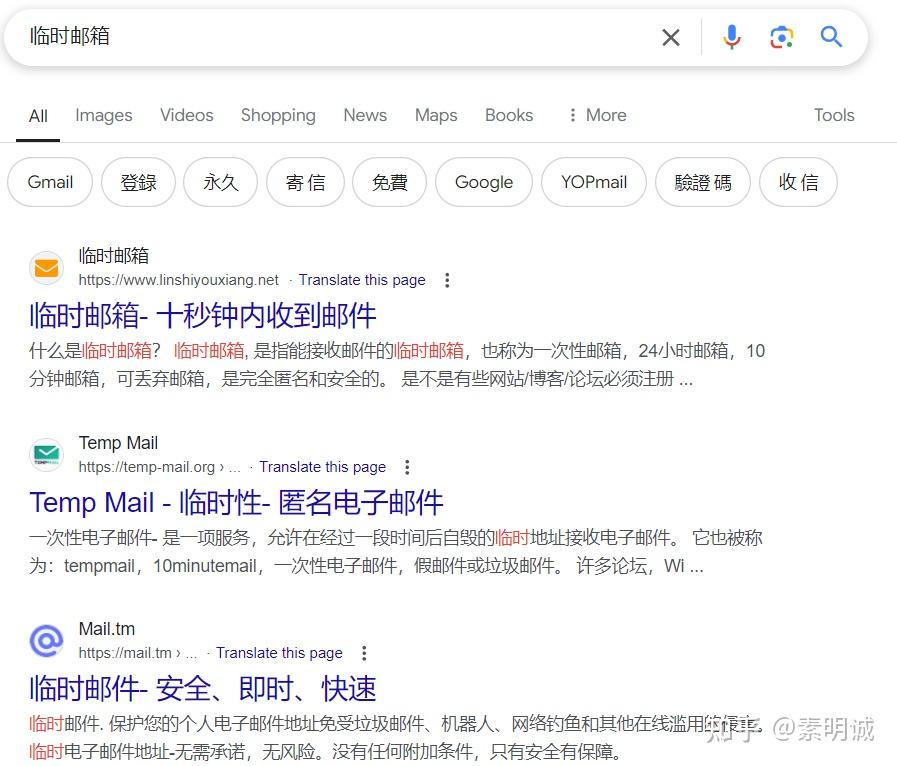 临时邮箱
All Images Videos Shopping News Maps Books More Tools
Gmail 登錄 永久 寄信 免費 Google YOPmail 驗證碼 收信
临时邮箱
https://www.linshiyouxiang.net · Translate this page
临时邮箱- 十秒钟内收到邮件
什么是临时邮箱? 临时邮箱, 是指能接收邮件的临时邮箱，也称为一次性邮箱，24小时邮箱，10
分钟邮箱，可丢弃邮箱，是完全匿名和安全的。 是不是有些网站/博客/论坛必须注册 ...
Temp Mail
https://temp-mail.org › ... · Translate this page
Temp Mail - 临时性- 匿名电子邮件
一次性电子邮件- 是一项服务，允许在经过一段时间后自毁的临时地址接收电子邮件。 它也被称
为：tempmail，10minutemail，一次性电子邮件，假邮件或垃圾邮件。 许多论坛，Wi ...
Mail.tm
https://mail.tm › ... · Translate this page
临时邮件- 安全、即时、快速
临时邮件. 保护您的个人电子邮件地址免受垃圾邮件、机器人、网络钓鱼和其他在线滥用的侵害。
临时电子邮件地址-无需承诺，无风险。没有任何附加条件，只有安全有保障。
知乎 @素明诚